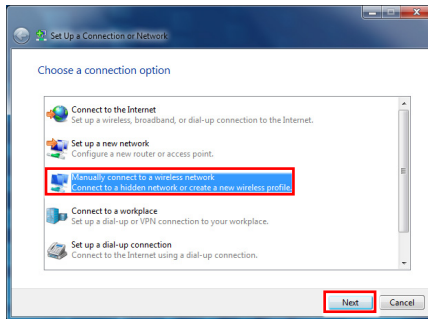 Set Up a Connection or Network
Choose a connection option
Connect to the Internet
Set up a wireless, broadband, or dial-up connection to the Internet.
Set up a new network
Configure a new router or access point.
Manually connect to a wireless network
Connect to a hidden network or create a new wireless profile.
Connect to a workplace
Set up a dial-up or VPN connection to your workplace.
Set up a dial-up connection
Connect to the Internet using a dial-up connection.
Next Cancel